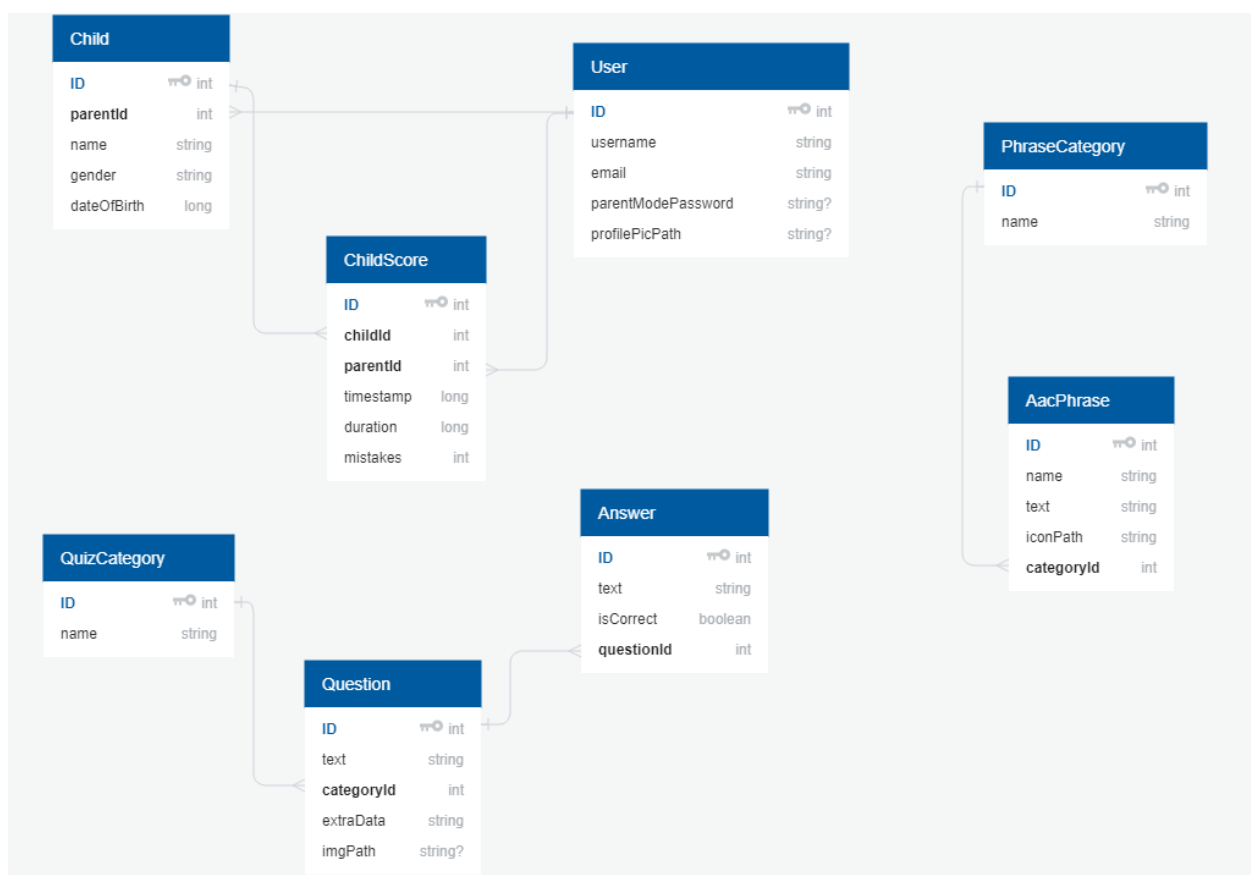 Child
ID int
parentId int
name string
gender string
dateOfBirth long
User
ID int
username string
email string
parentModePassword string?
profilePicPath string?
PhraseCategory
ID int
name string
ChildScore
ID int
childId int
parentId int
timestamp long
duration long
mistakes int
AacPhrase
ID int
name string
text string
iconPath string
categoryId int
Answer
ID int
text string
isCorrect boolean
questionId int
QuizCategory
ID int
name string
Question
ID int
text string
categoryId int
extraData string
imgPath string?